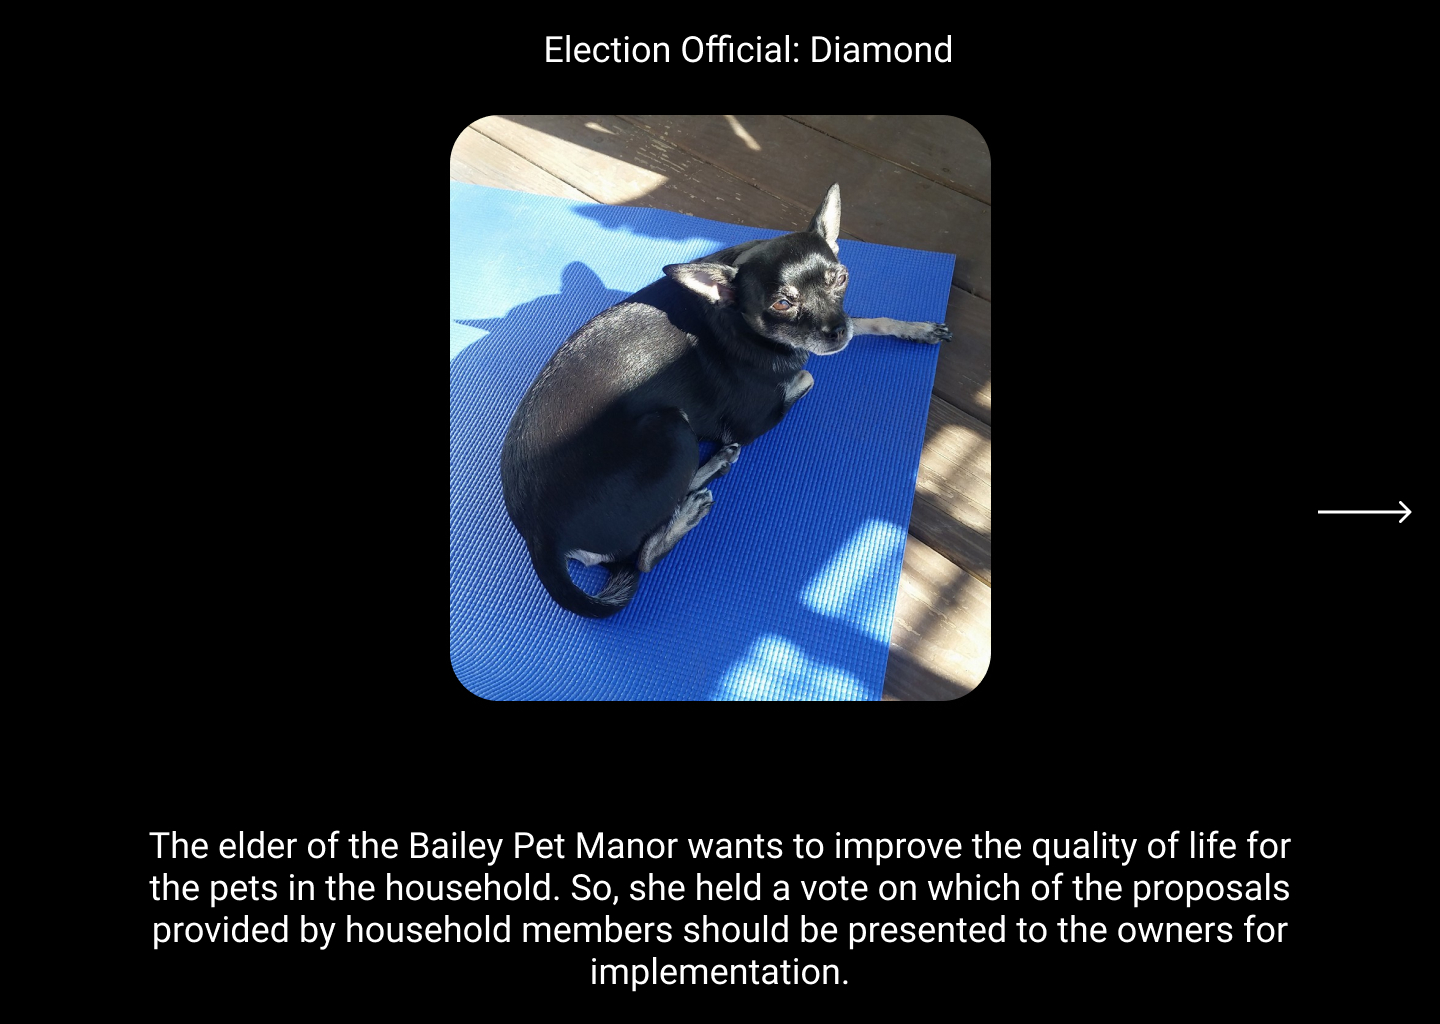 Election Official: Diamond
The elder of the Bailey Pet Manor wants to improve the quality of life for
the pets in the household. So, she held a vote on which of the proposals
provided by household members should be presented to the owners for
implementation.